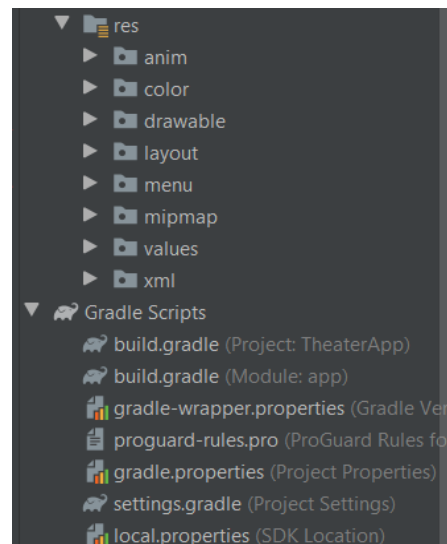 res
anim
color
drawable
layout
menu
mipmap
values
xml
Gradle Scripts
build.gradle (Project: TheaterApp)
build.gradle (Module: app)
gradle-wrapper.properties (Gradle Ver
proguard-rules.pro (ProGuard Rules fo
gradle.properties (Project Properties)
settings.gradle (Project Settings)
local.properties (SDK Location)